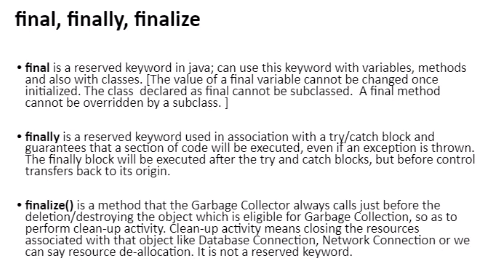 final, finally, finalize
• final is a reserved keyword in java; can use this keyword with variables, methods
and also with classes. [The value of a final variable cannot be changed once
initialized. The class declared as final cannot be subclassed. A final method
cannot be overridden by a subclass. ]
• finally is a reserved keyword used in association with a try/catch block and
guarantees that a section of code will be executed, even if an exception is thrown.
The finally block will be executed after the try and catch blocks, but before control
transfers back to its origin.
• finalize() is a method that the Garbage Collector always calls just before the
deletion/destroying the object which is eligible for Garbage Collection, so as to
perform clean-up activity. Clean-up activity means closing the resources
associated with that object like Database Connection, Network Connection or we
can say resource de-allocation. It is not a reserved keyword.